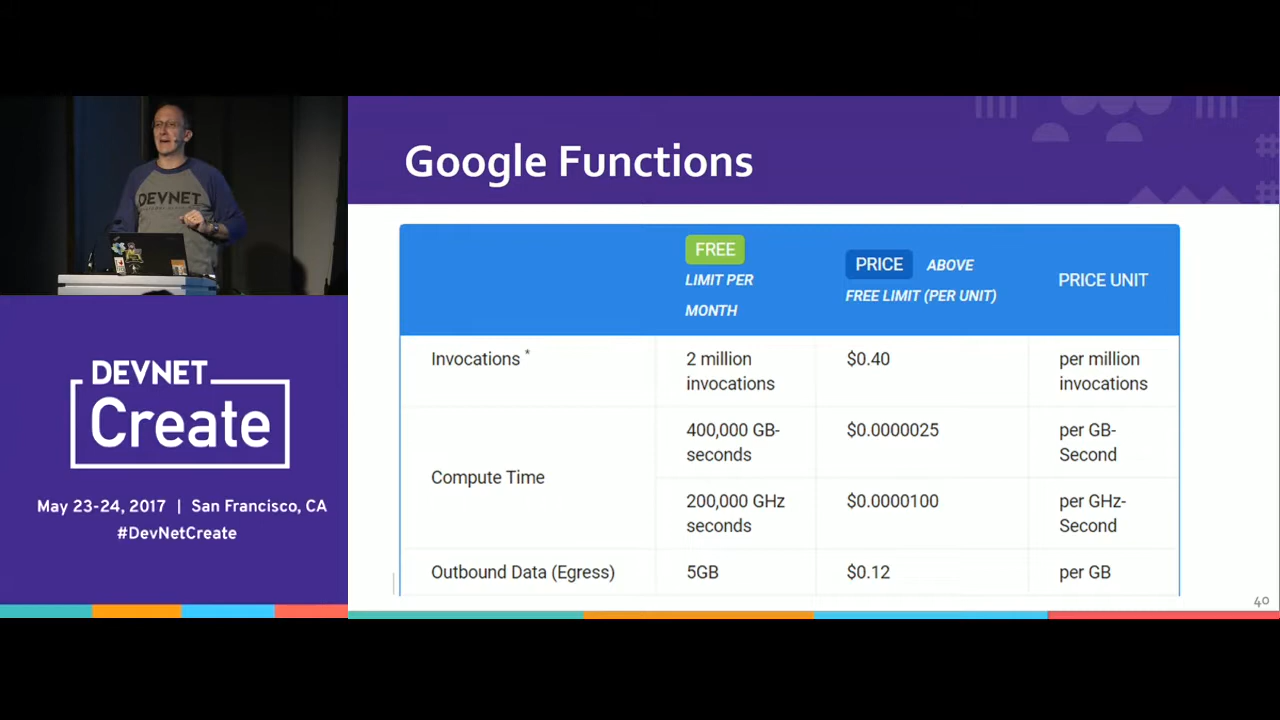 DEVNET
DEVNET
Create
May 23-24, 2017 | San Francisco, CA
#DevNetCreate
Google Functions
FREE
LIMIT PER
MONTH
PRICE ABOVE
FREE LIMIT (PER UNIT)
PRICE UNIT
Invocations *
2 million
invocations
$0.40
per million
invocations
Compute Time
400,000 GB-
seconds
$0.0000025
per GB-
Second
200,000 GHz
seconds
$0.0000100
per GHz-
Second
Outbound Data (Egress)
5GB
$0.12
per GB
40